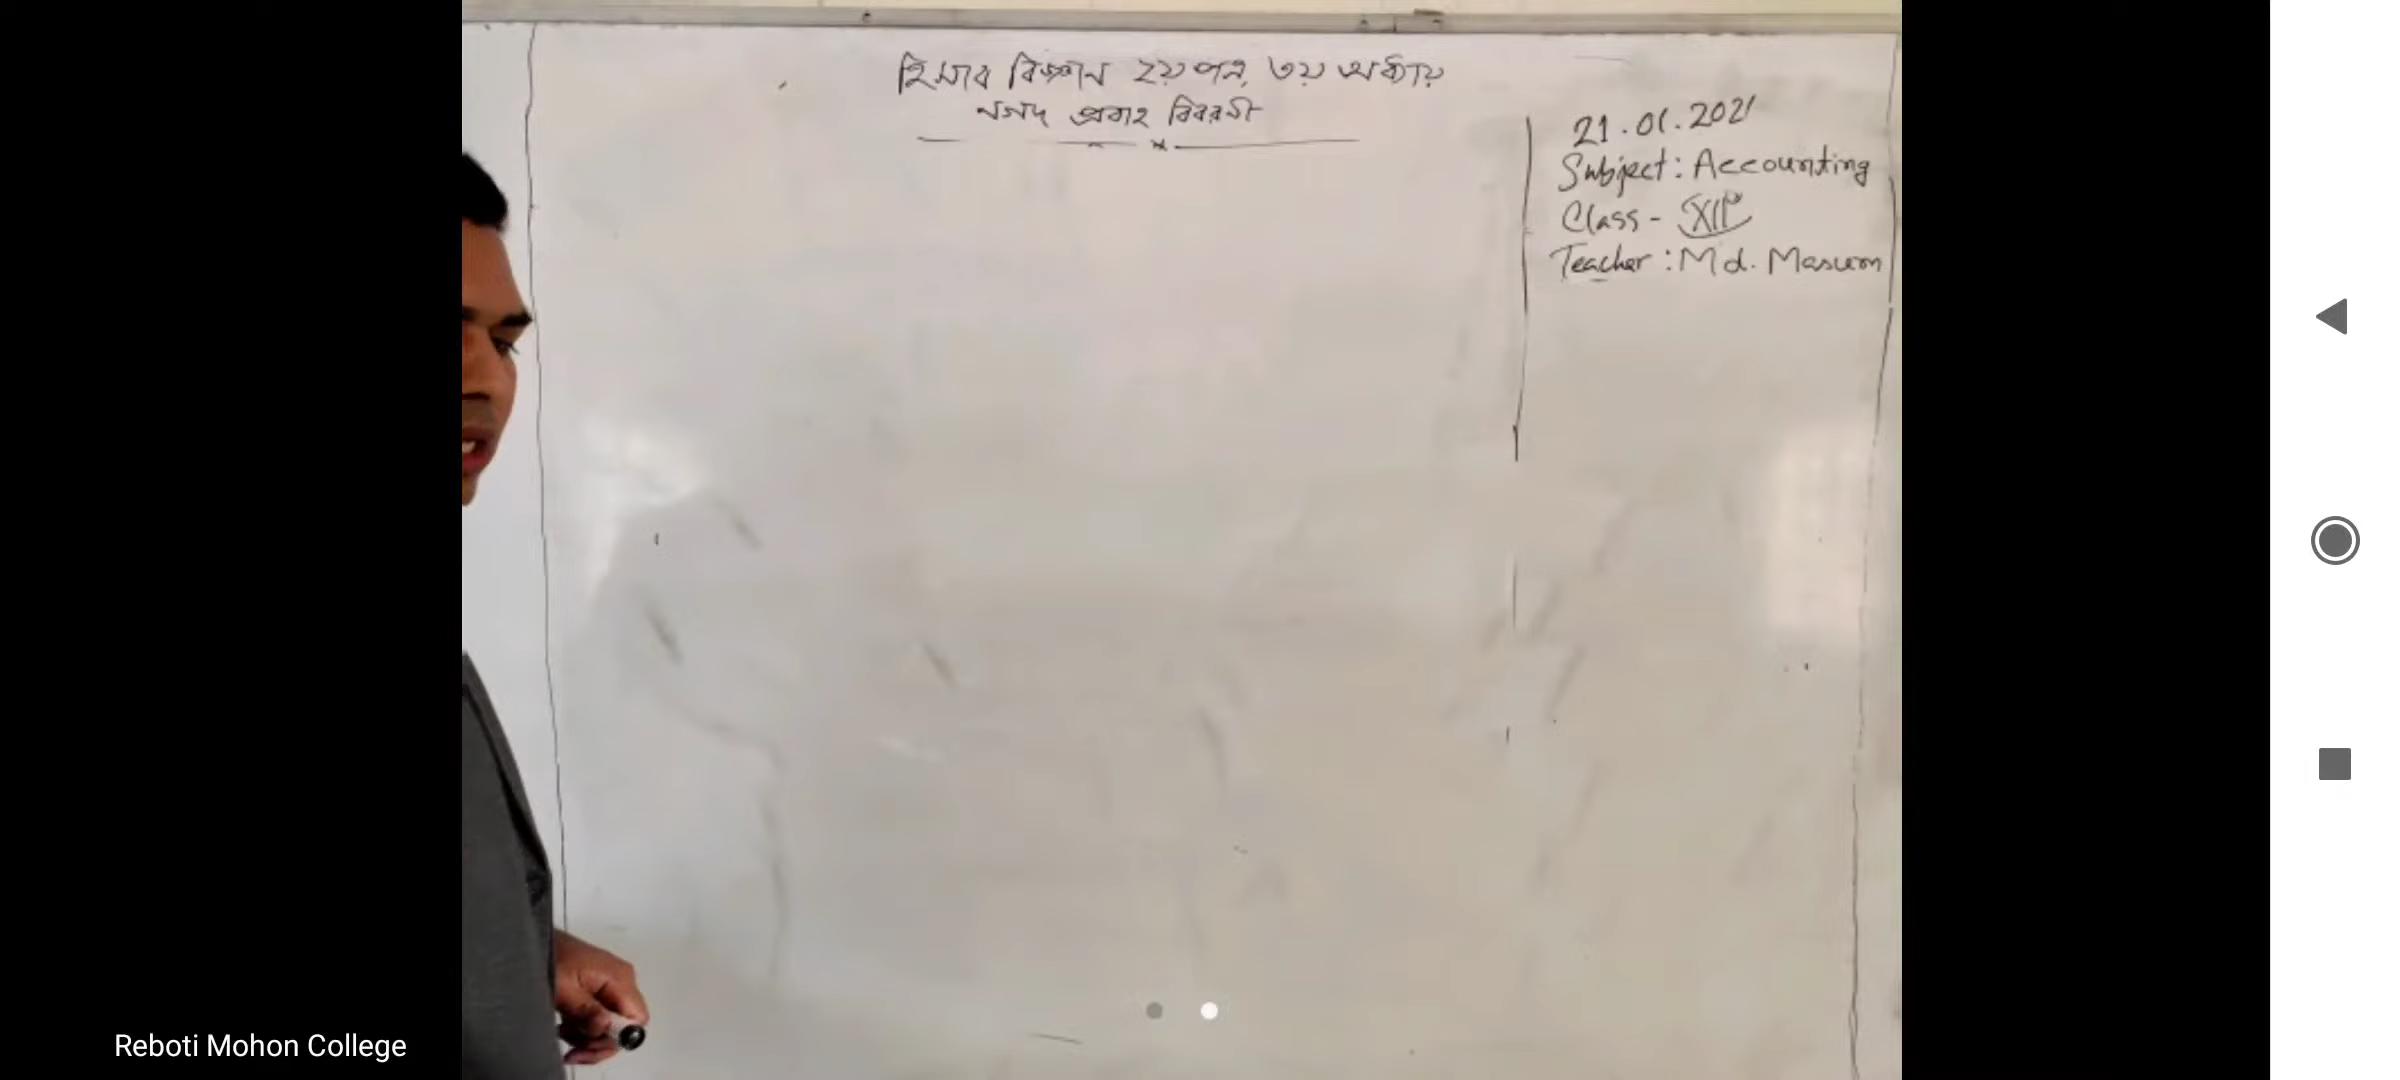 হিসাব বিজ্ঞান ২য় পত্র, ৩য় অধ্যায়
নগদ প্রবাহ বিবরণী
21.01.2021
Subject: Accounting
Class - XII
Teacher: Md. Masum
Reboti Mohon College